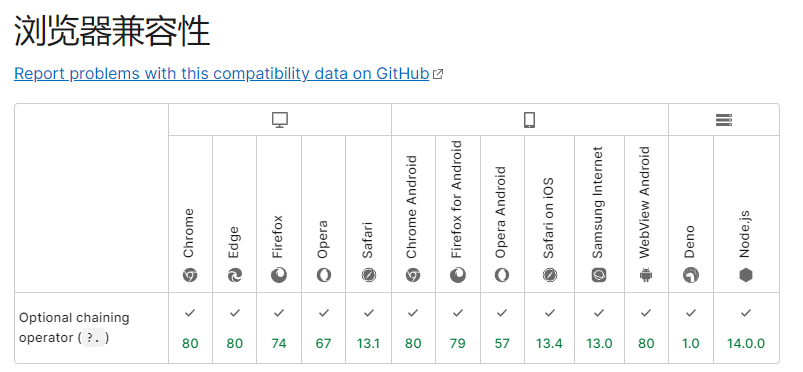 浏览器兼容性
Report problems with this compatibility data on GitHub
Chrome
Edge
Firefox
Opera
Safari
Chrome Android
Firefox for Android
Opera Android
Safari on iOS
Samsung Internet
WebView Android
Deno
Node.js
Optional chaining
operator (?.)
80
80
74
67
13.1
80
79
57
13.4
13.0
80
1.0
14.0.0